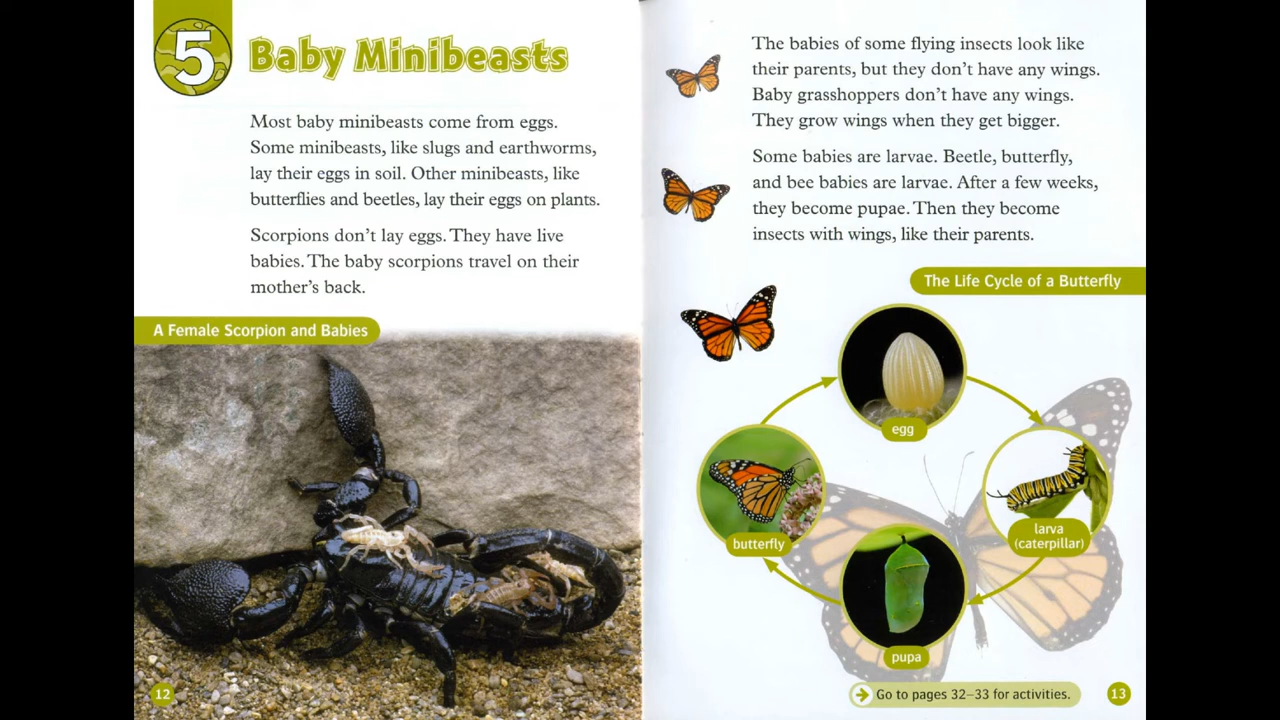 5
Baby Minibeasts
Most baby minibeasts come from eggs.
Some minibeasts, like slugs and earthworms,
lay their eggs in soil. Other minibeasts, like
butterflies and beetles, lay their eggs on plants.
Scorpions don’t lay eggs. They have live
babies. The baby scorpions travel on their
mother’s back.
A Female Scorpion and Babies
12
The babies of some flying insects look like
their parents, but they don’t have any wings.
Baby grasshoppers don’t have any wings.
They grow wings when they get bigger.
Some babies are larvae. Beetle, butterfly,
and bee babies are larvae. After a few weeks,
they become pupae. Then they become
insects with wings, like their parents.
The Life Cycle of a Butterfly
egg
larva
(caterpillar)
pupa
butterfly
Go to pages 32–33 for activities.
13